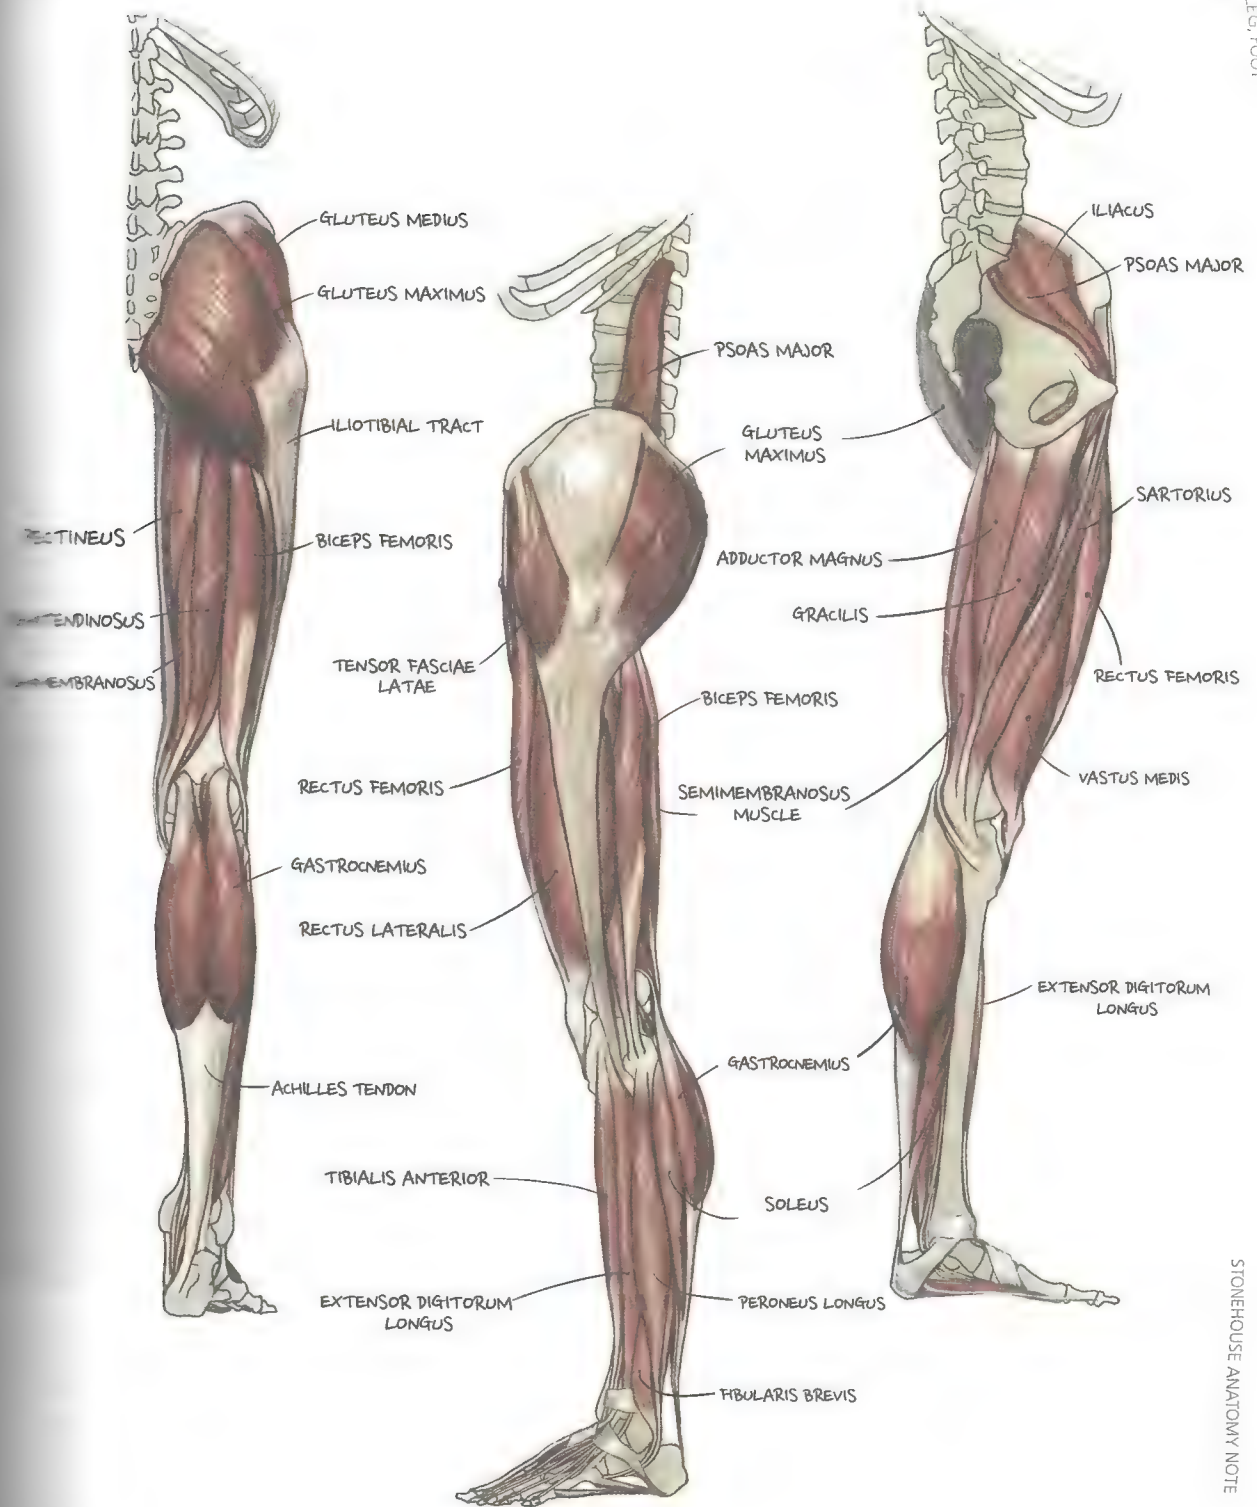 GLUTEUS MEDIUS
GLUTEUS MAXIMUS
ILIOTIBIAL TRACT
BICEPS FEMORIS
GASTROCNEMIUS
ACHILLES TENDON
PSOAS MAJOR
GLUTEUS
MAXIMUS
TENSOR FASCIAE
LATAE
BICEPS FEMORIS
RECTUS FEMORIS
SEMIMEMBRANOSUS
MUSCLE
RECTUS LATERALIS
GASTROCNEMIUS
TIBIALIS ANTERIOR
SOLEUS
EXTENSOR DIGITORUM
LONGUS
PERONEUS LONGUS
FIBULARIS BREVIS
ILIACUS
PSOAS MAJOR
SARTORIUS
ADDUCTOR MAGNUS
GRACILIS
RECTUS FEMORIS
VASTUS MEDIS
EXTENSOR DIGITORUM
LONGUS
STONEHOUSE ANATOMY NOTE